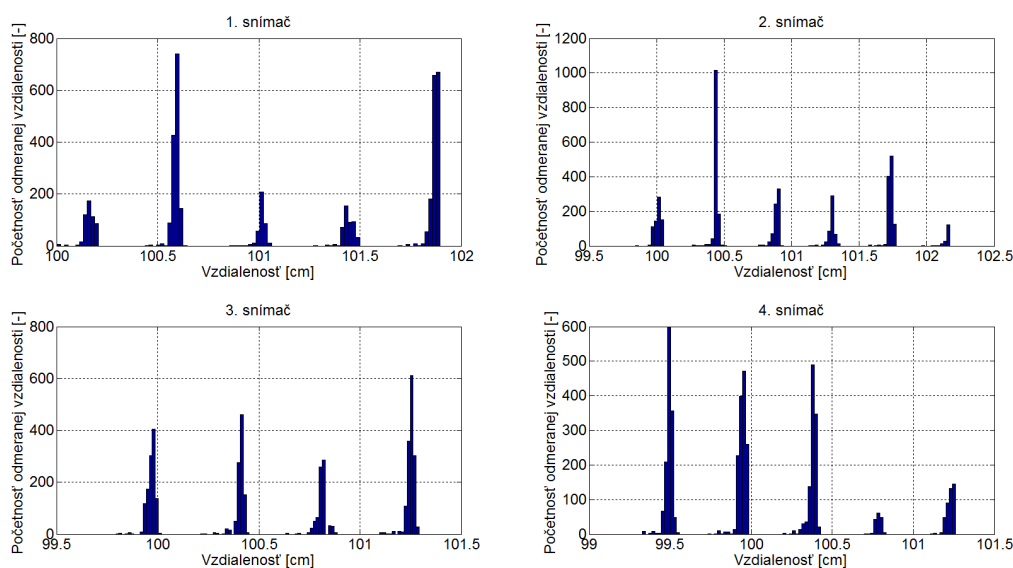 1. snímač
Početnosť odmeranej vzdialenosti [-]
800
600
400
200
0
100 100.5 101 101.5 102
Vzdialenosť [cm]
2. snímač
Početnosť odmeranej vzdialenosti [-]
1200
1000
800
600
400
200
0
99.5 100 100.5 101 101.5 102 102.5
Vzdialenosť [cm]
3. snímač
Početnosť odmeranej vzdialenosti [-]
800
600
400
200
0
99.5 100 100.5 101 101.5
Vzdialenosť [cm]
4. snímač
Početnosť odmeranej vzdialenosti [-]
600
500
400
300
200
100
0
99 99.5 100 100.5 101 101.5
Vzdialenosť [cm]